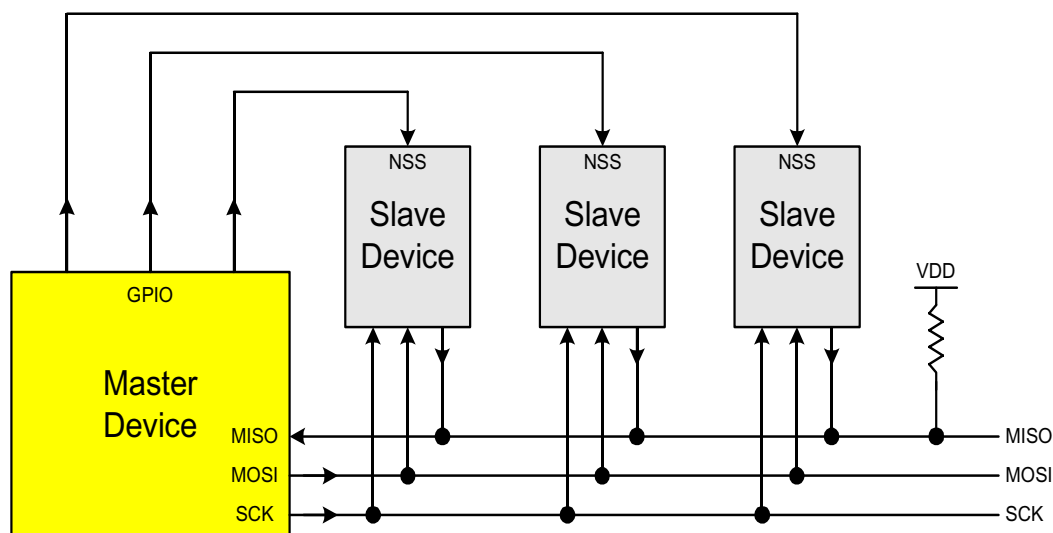 NSS
NSS
NSS
Slave
Device
Slave
Device
Slave
Device
VDD
GPIO
Master
Device
MISO
MISO
MOSI
MOSI
SCK
SCK